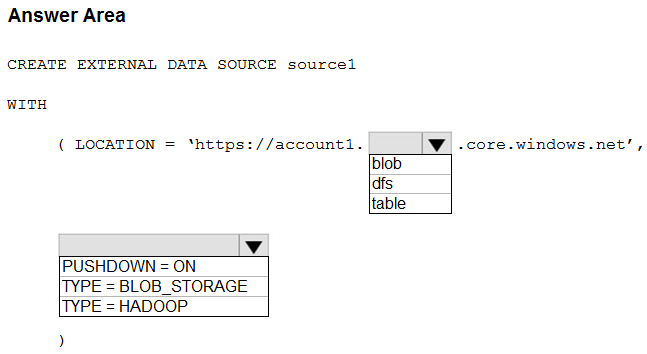 Answer Area
CREATE EXTERNAL DATA SOURCE source1
WITH
( LOCATION = ‘https://account1. .core.windows.net’,
blob
dfs
table
PUSHDOWN = ON
TYPE = BLOB_STORAGE
TYPE = HADOOP
)